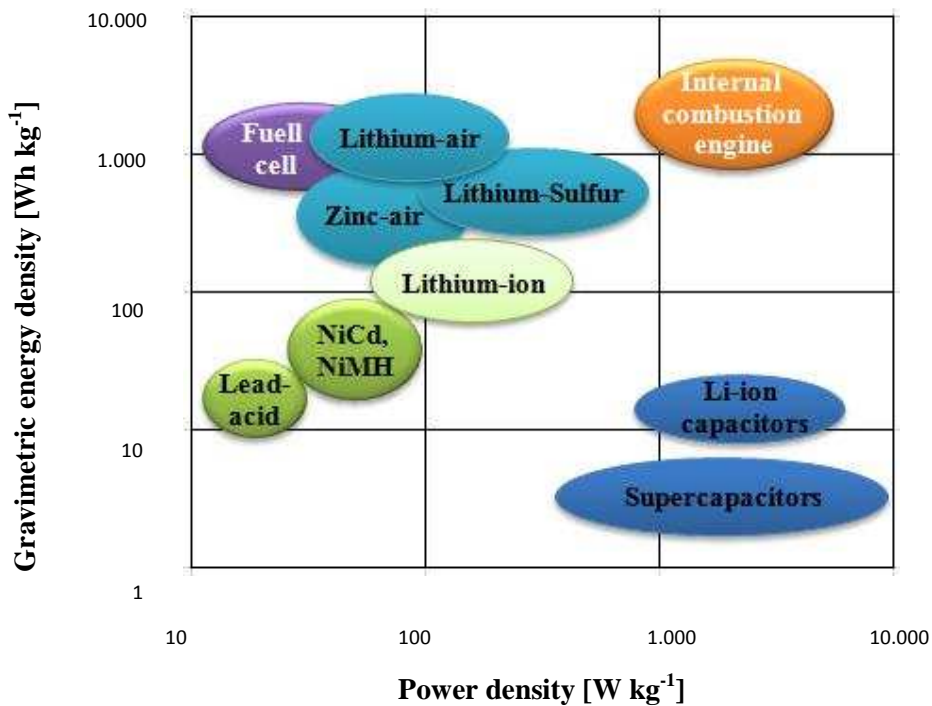 Gravimetric energy density [Wh kg⁻¹]
10.000
1.000
100
10
1
Fuell
cell
Lithium-air
Internal
combustion
engine
Zinc-air
Lithium-Sulfur
Lithium-ion
NiCd,
NiMH
Lead-
acid
Li-ion
capacitors
Supercapacitors
10
100
1.000
10.000
Power density [W kg⁻¹]